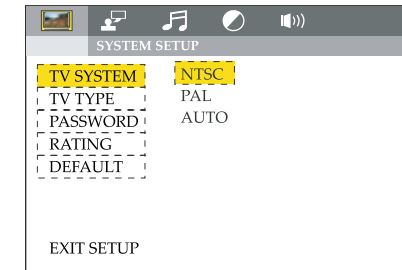 SYSTEM SETUP
TV SYSTEM NTSC
TV TYPE PAL
PASSWORD AUTO
RATING
DEFAULT
EXIT SETUP